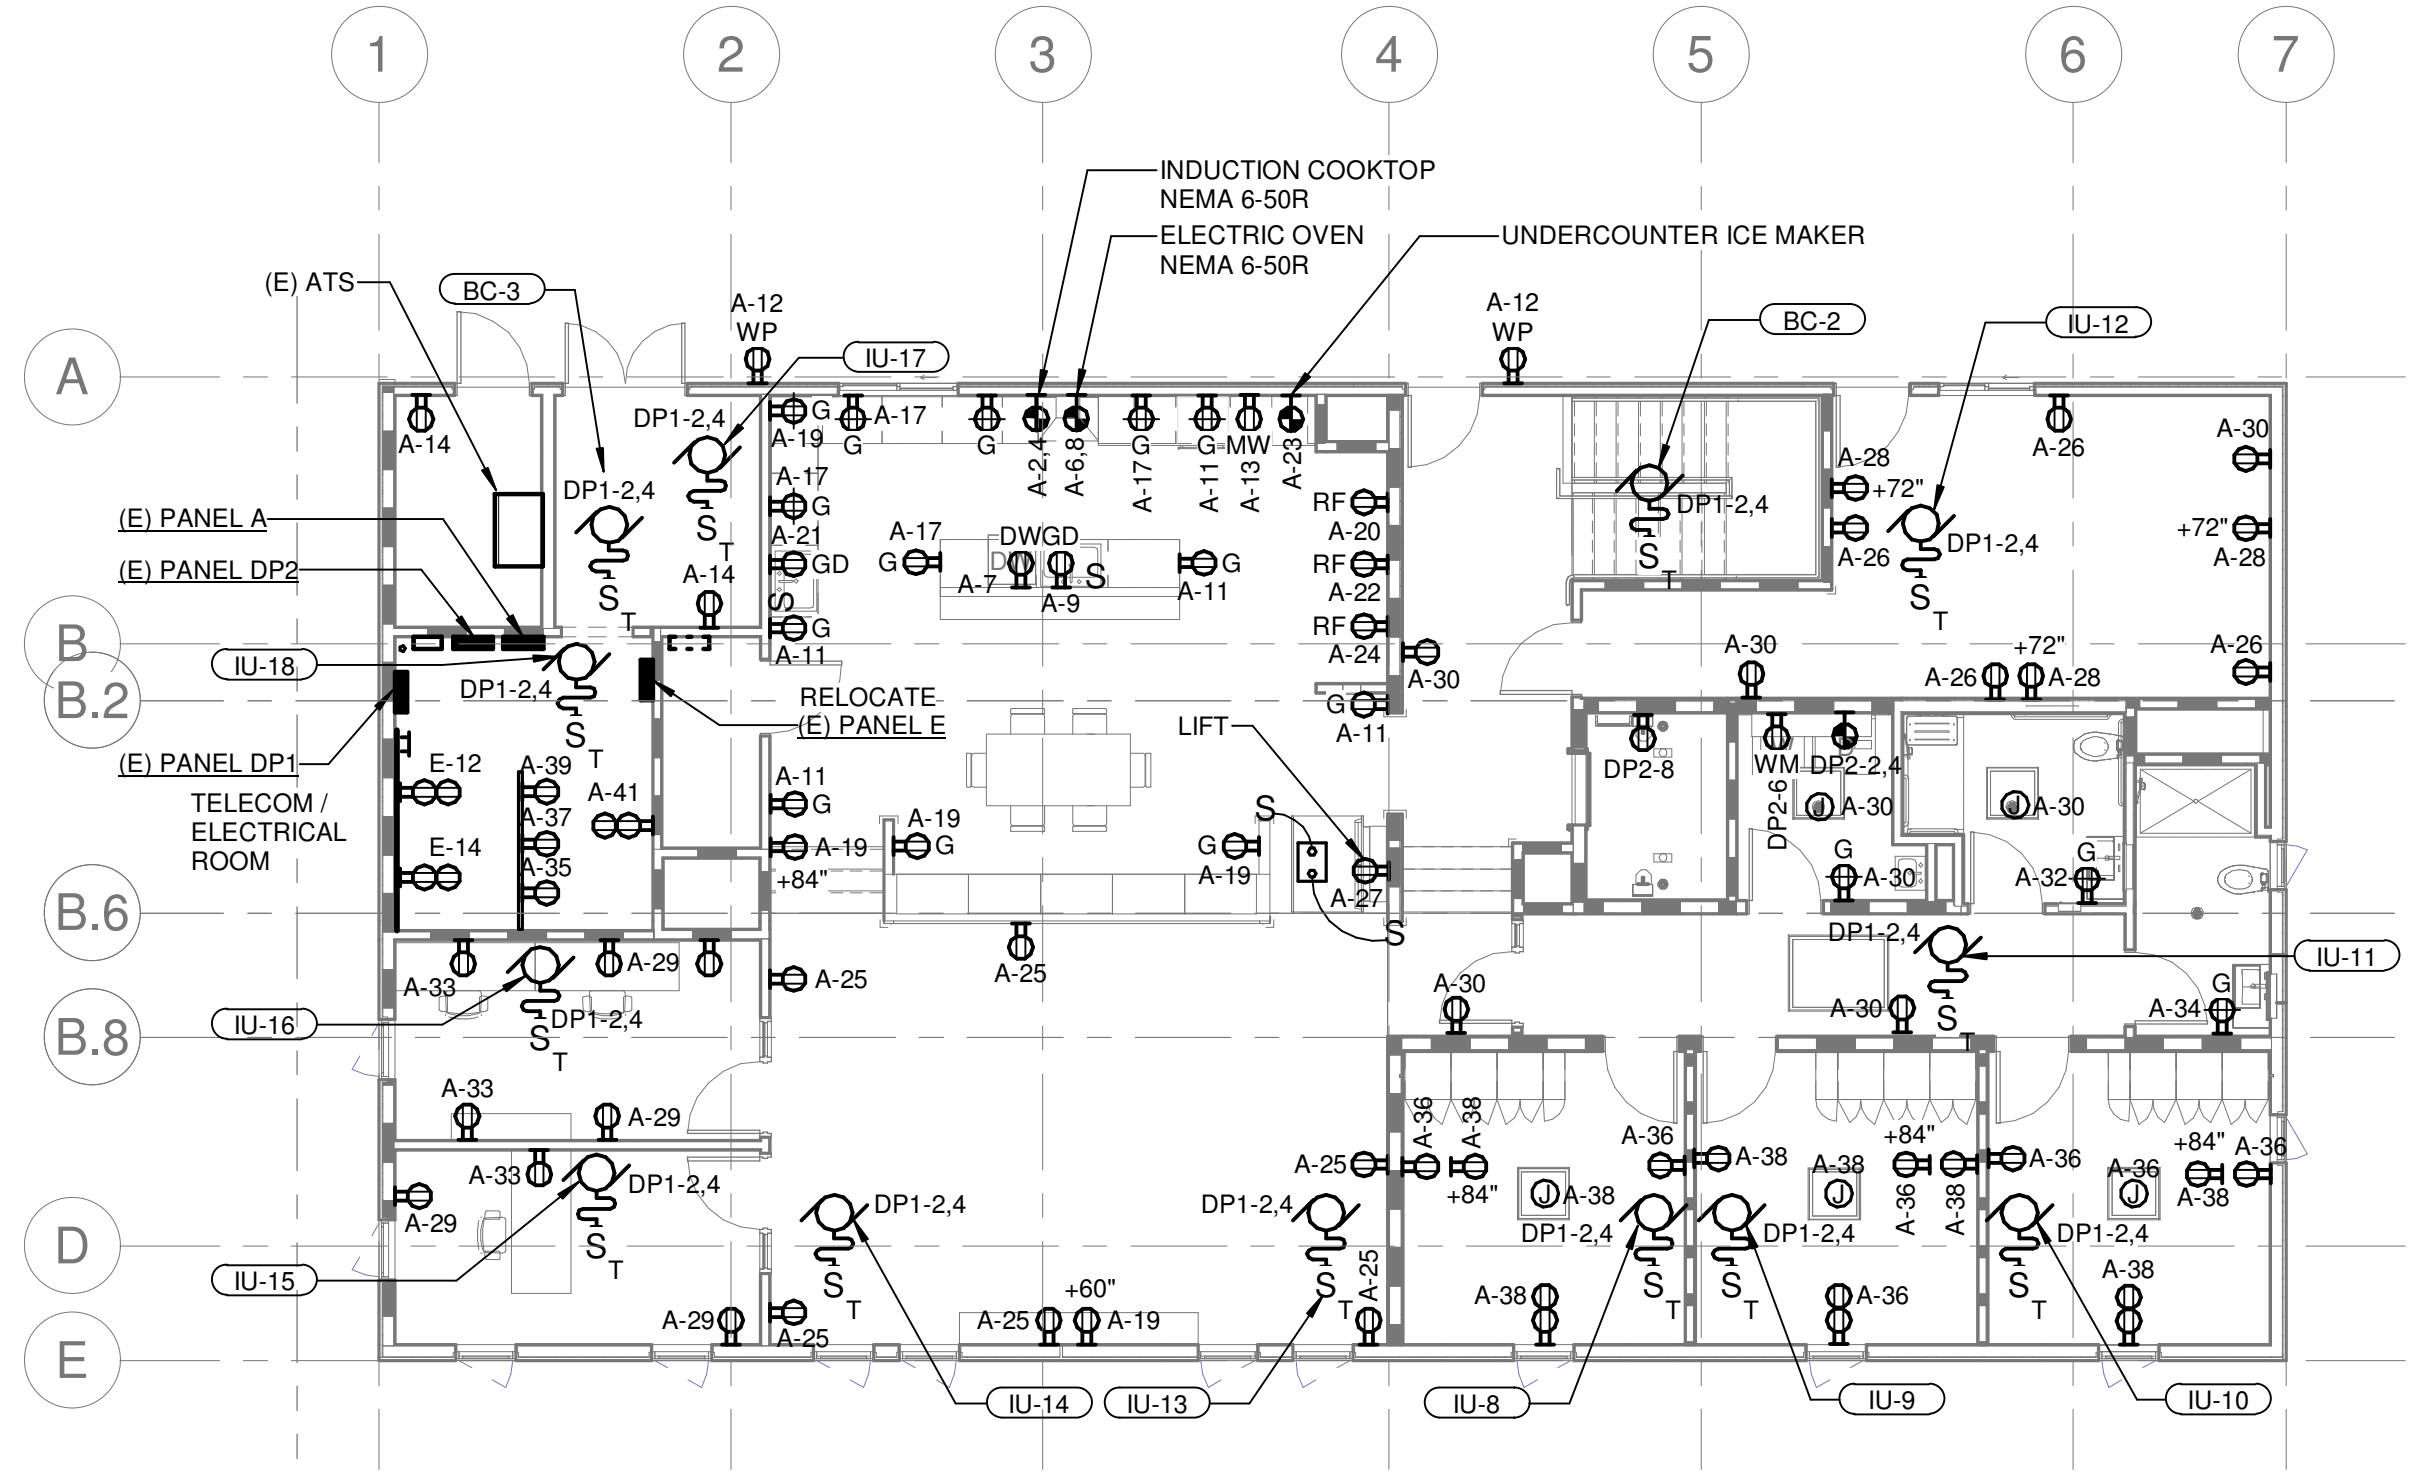 1
2
3
4
5
6
7
INDUCTION COOKTOP
NEMA 6-50R
ELECTRIC OVEN
NEMA 6-50R
UNDERCOUNTER ICE MAKER
(E) ATS
BC-3
A-12
WP
A-12
WP
BC-2
IU-12
IU-17
A
A-14
DP1-2,4
G
A-19
A-17
G
G
A-2,4
A-6,8
G
A-17
G
A-11
MW
A-13
A-23
A-26
A-30
A-28
+72"
DP1-2,4
A-17
G
RF
A-20
DP1-2,4
S
T
S
T
(E) PANEL A
A-21
GD
A-17
G
DW
GD
DW
A-7
A-9
S
G
A-11
RF
A-22
S
T
A-26
DP1-2,4
S
T
+72"
A-28
(E) PANEL DP2
A-14
S
G
A-11
RF
A-24
A-30
A-30
A-26
+72"
A-28
A-26
B
IU-18
DP1-2,4
S
T
B.2
RELOCATE
(E) PANEL E
LIFT
G
A-11
(E) PANEL DP1
TELECOM /
ELECTRICAL
ROOM
E-12
A-39
A-41
A-37
E-14
A-35
A-11
G
A-19
+84"
A-19
G
G
A-19
S
A-27
S
DP2-8
WM
DP2-6
DP2-2,4
D
J
A-30
J
A-30
G
A-30
G
A-32
B.6
A-33
A-29
A-25
A-25
DP1-2,4
S
T
IU-11
IU-16
DP1-2,4
S
T
A-30
A-30
G
A-34
B.8
A-33
A-29
A-33
DP1-2,4
S
T
A-29
A-25
A-36
A-38
+84"
A-36
J
A-38
DP1-2,4
S
T
A-38
J
A-38
+84"
A-36
A-38
DP1-2,4
S
T
A-36
J
A-36
+84"
A-38
A-36
DP1-2,4
S
T
D
IU-15
DP1-2,4
S
T
DP1-2,4
S
T
A-25
A-29
A-25
A-25
+60"
A-19
A-38
A-36
A-38
E
IU-14
IU-13
IU-8
IU-9
IU-10